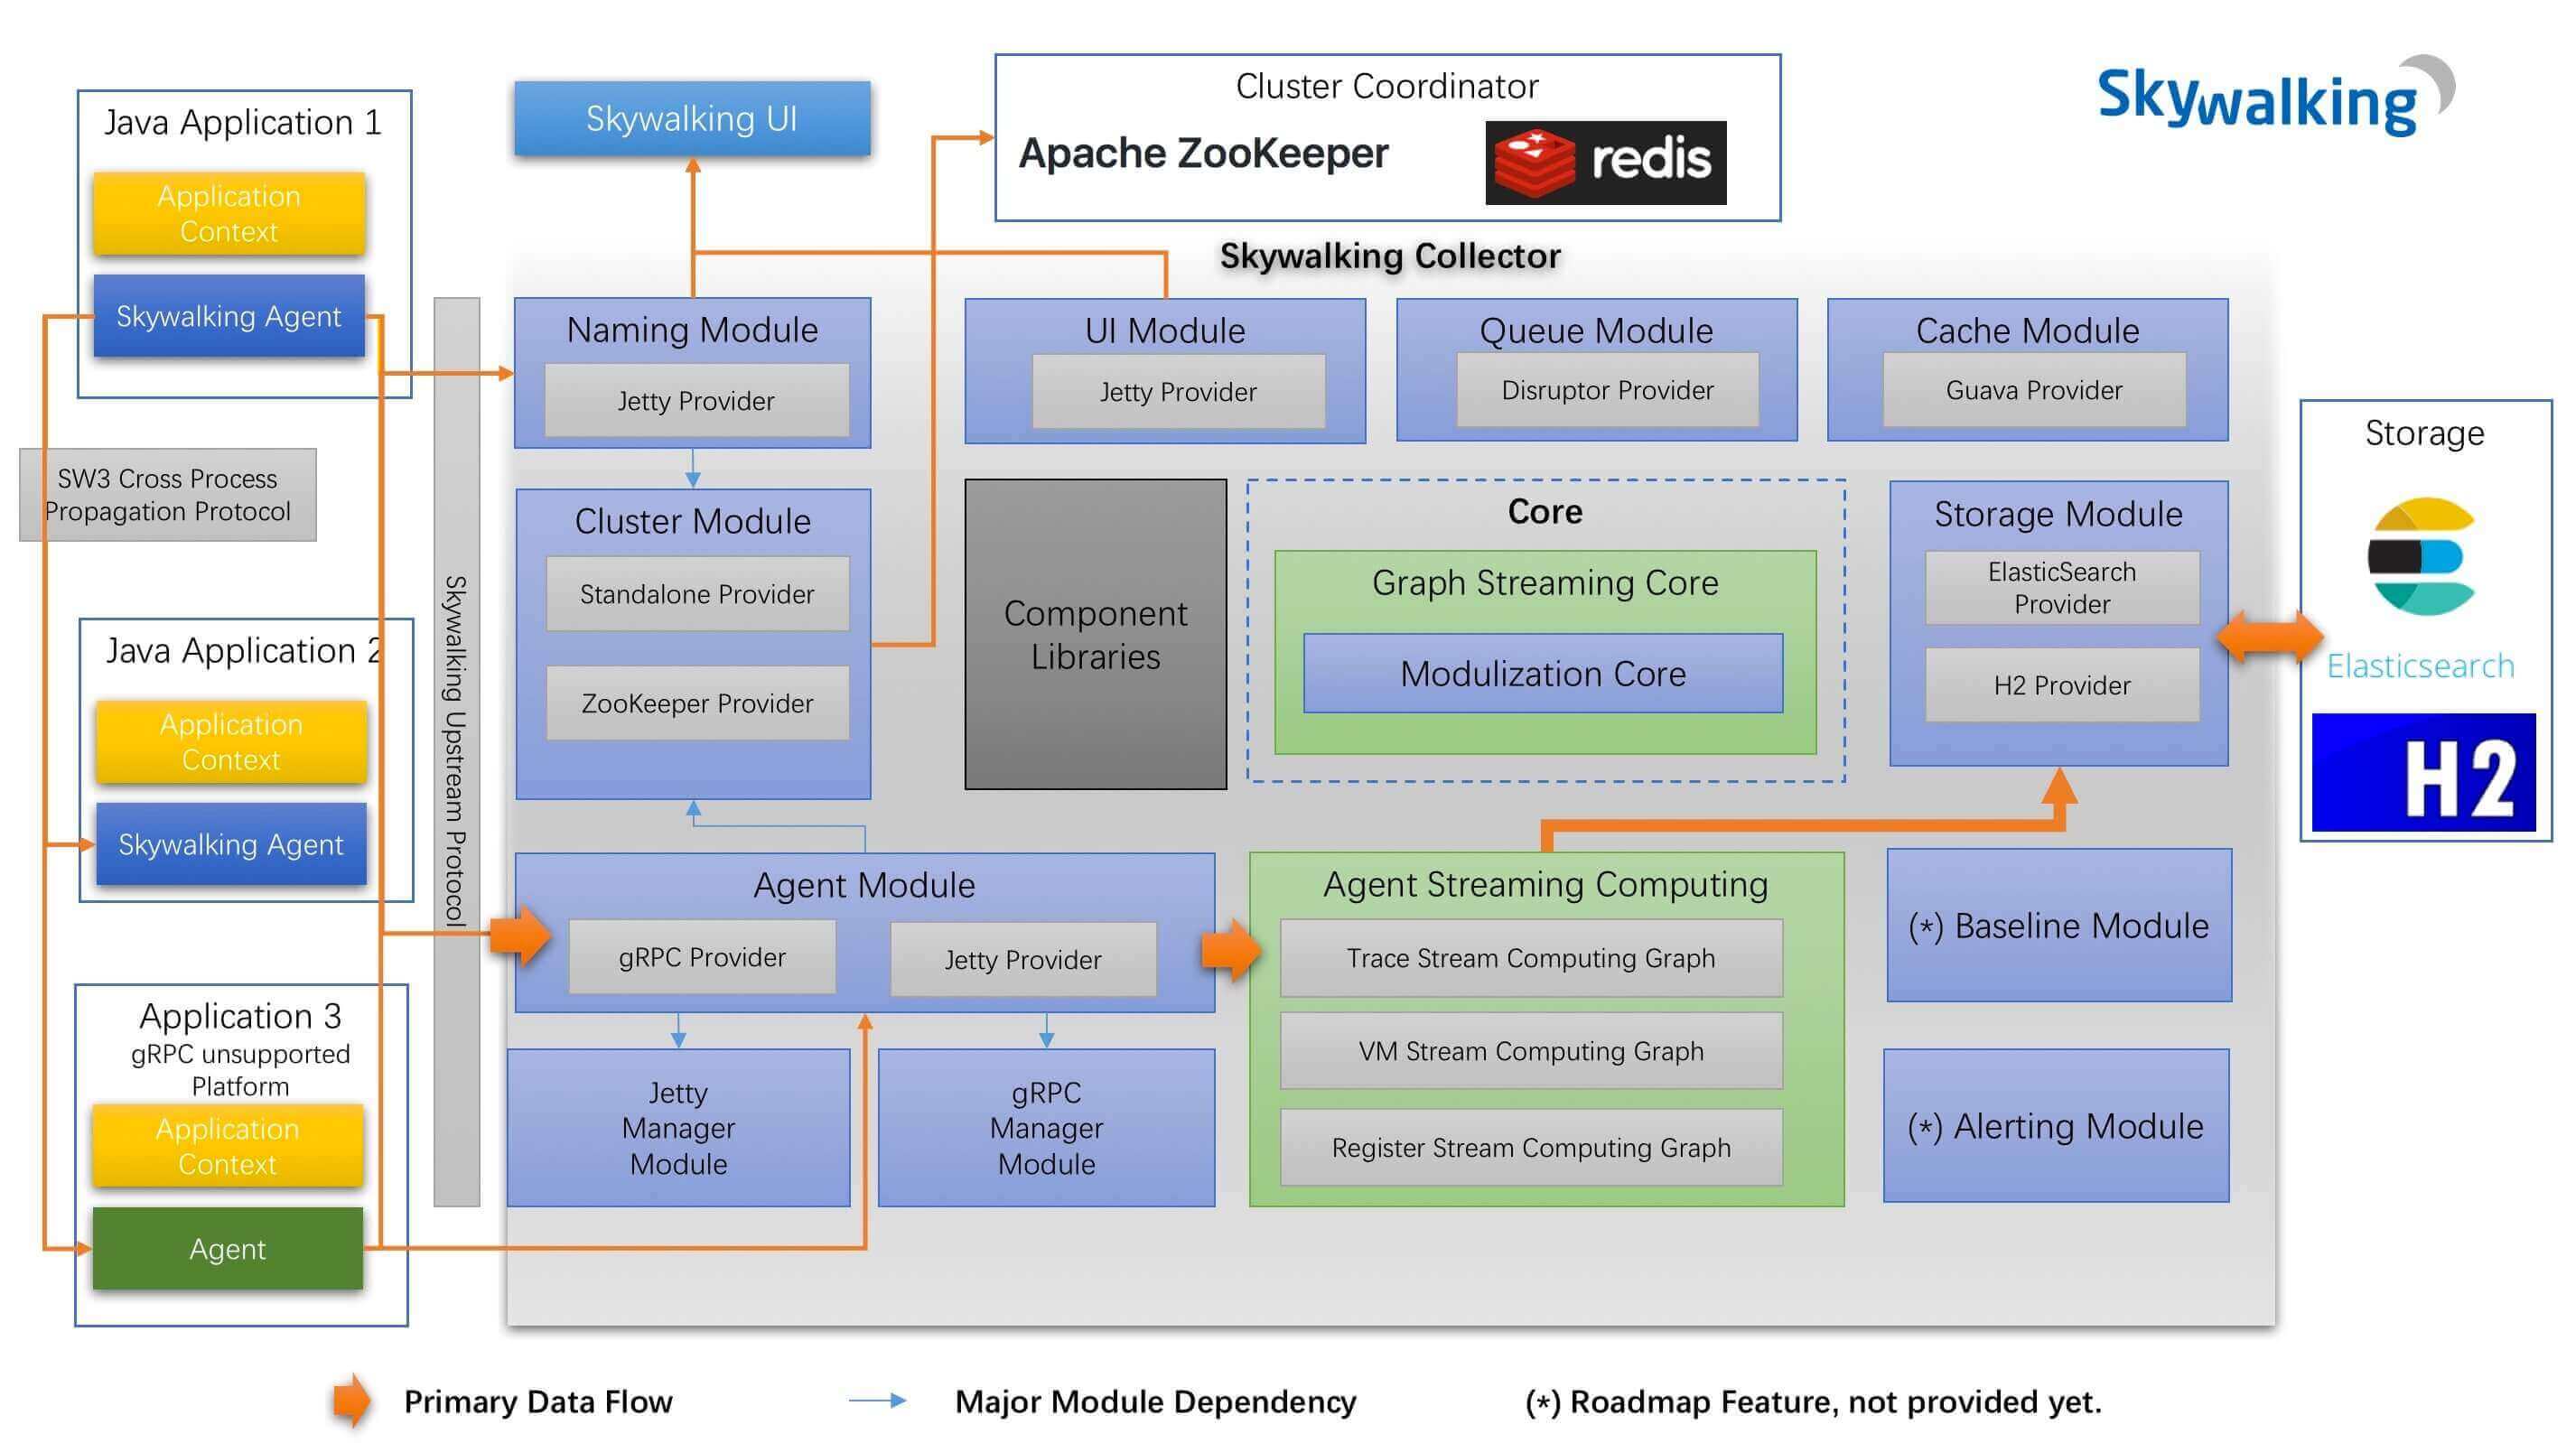 Skywalking
Cluster Coordinator
Apache ZooKeeper
redis
Skywalking UI
Java Application 1
Application
Context
Skywalking Agent
SW3 Cross Process
Propagation Protocol
Java Application 2
Application
Context
Skywalking Agent
Application 3
gRPC unsupported
Platform
Application
Context
Agent
Skywalking Upstream Protocol
Skywalking Collector
Naming Module
Jetty Provider
UI Module
Jetty Provider
Queue Module
Disruptor Provider
Cache Module
Guava Provider
Cluster Module
Standalone Provider
ZooKeeper Provider
Component
Libraries
Core
Graph Streaming Core
Modulization Core
Storage Module
ElasticSearch
Provider
H2 Provider
Storage
Elasticsearch
H2
Agent Module
gRPC Provider
Jetty Provider
Jetty
Manager
Module
gRPC
Manager
Module
Agent Streaming Computing
Trace Stream Computing Graph
VM Stream Computing Graph
Register Stream Computing Graph
(*) Baseline Module
(*) Alerting Module
Primary Data Flow
Major Module Dependency
(*) Roadmap Feature, not provided yet.